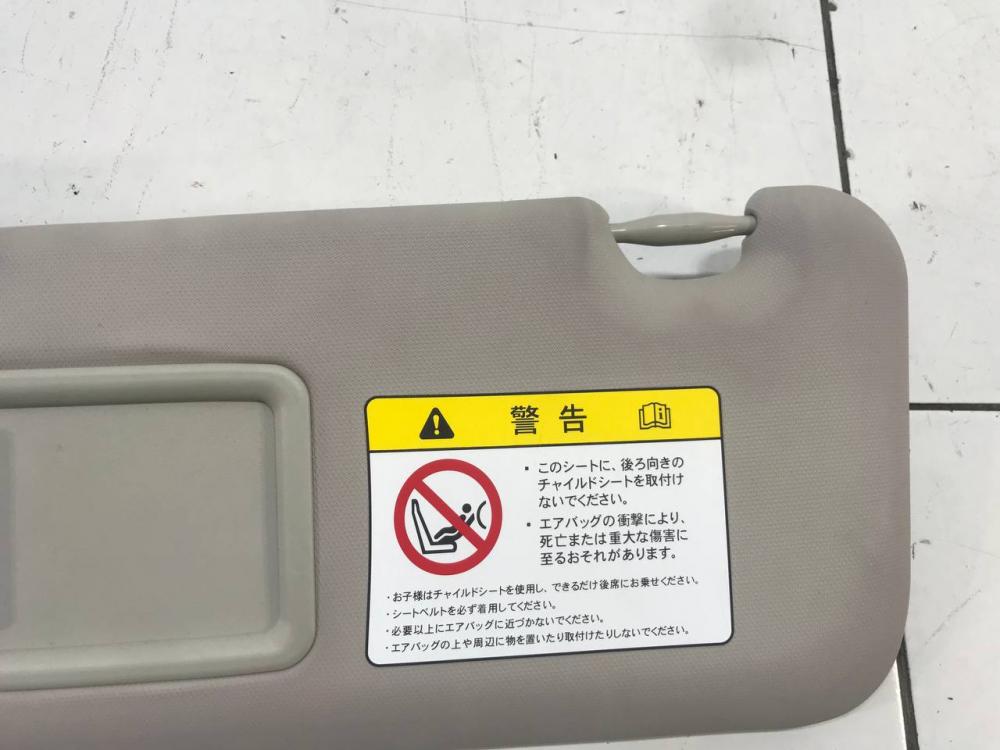 警告
▪ このシートに、後ろ向きの
チャイルドシートを取付け
ないでください。
▪ エアバッグの衝撃により、
死亡または重大な傷害に
至るおそれがあります。
・お子様はチャイルドシートを使用し、できるだけ後席にお乗せください。
・シートベルトを必ず着用してください。
・必要以上にエアバッグに近づかないでください。
・エアバッグの上や周辺に物を置いたり取付けたりしないでください。